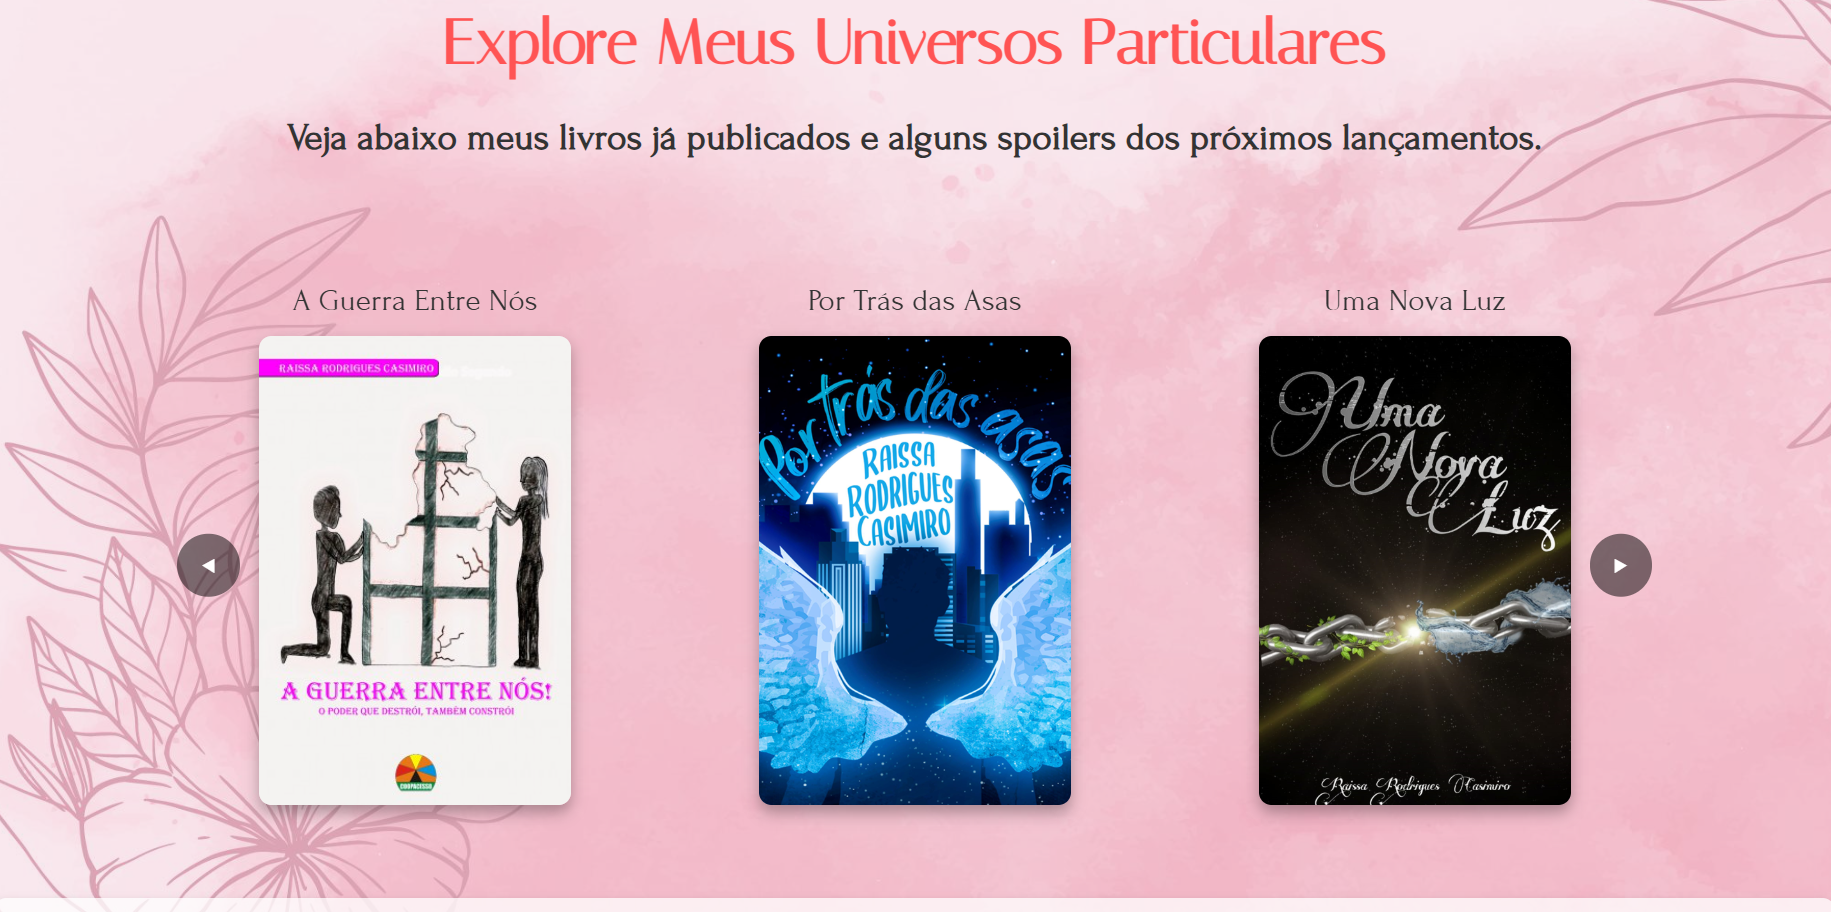 Explore Meus Universos Particulares
Veja abaixo meus livros já publicados e alguns spoilers dos próximos lançamentos.
A Guerra Entre Nós
RAISSA RODRIGUES CASIMIRO
A GUERRA ENTRE NÓS!
O PODER QUE DESTRÓI, TAMBÉM CONSTRÓI
COOPACESSO
Por Trás das Asas
Por trás das asas
RAISSA
RODRIGUES
CASIMIRO
Uma Nova Luz
Uma
Nova
Luz
Raissa Rodrigues Casimiro